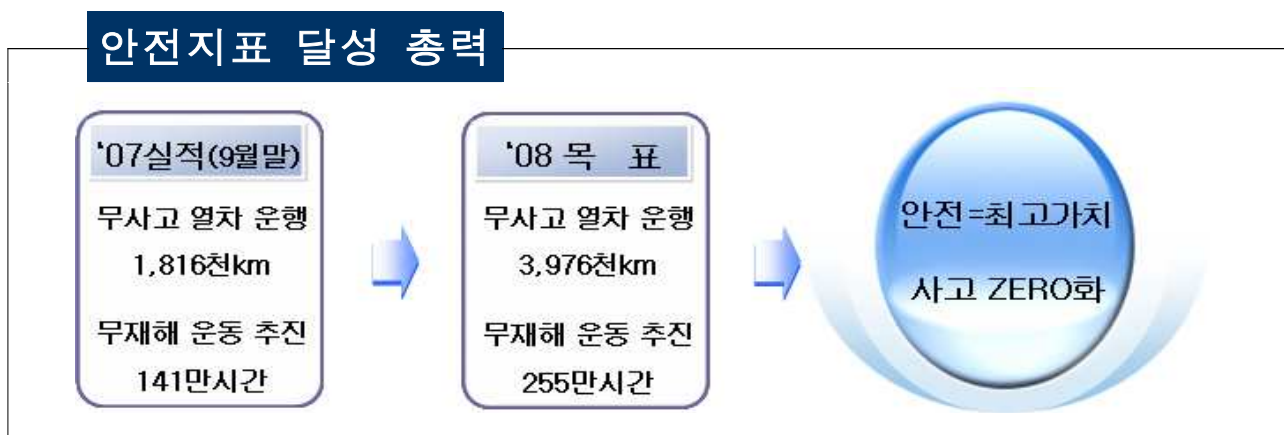 안전지표 달성 총력
‘07실적(9월말)
무사고 열차 운행
1,816천km
무재해 운동 추진
141만시간
‘08 목 표
무사고 열차 운행
3,976천km
무재해 운동 추진
255만시간
안전=최고가치
사고 ZERO화